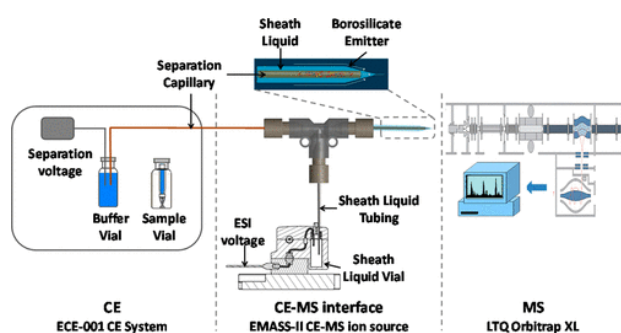 Sheath
Liquid
Borosilicate
Emitter
Separation
Capillary
Separation
voltage
Buffer
Vial
Sample
Vial
Sheath Liquid
Tubing
ESI
voltage
Sheath
Liquid Vial
CE
ECE-001 CE System
CE-MS interface
EMASS-II CE-MS ion source
MS
LTQ Orbitrap XL